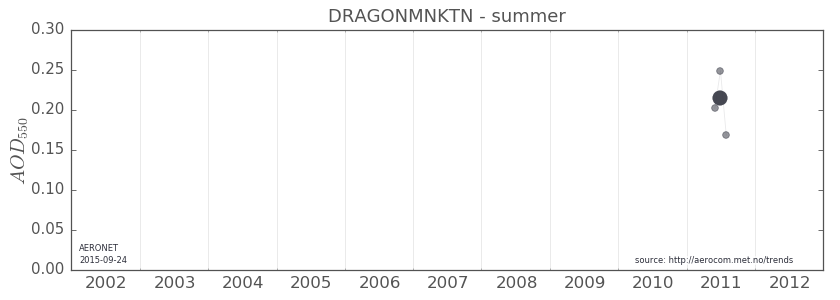 DRAGONMNKTN - summer
0.30
0.25
0.20
0.15
0.10
0.05
0.00
AOD550
AERONET
2015-09-24
source: http://aerocom.met.no/trends
2002 2003 2004 2005 2006 2007 2008 2009 2010 2011 2012